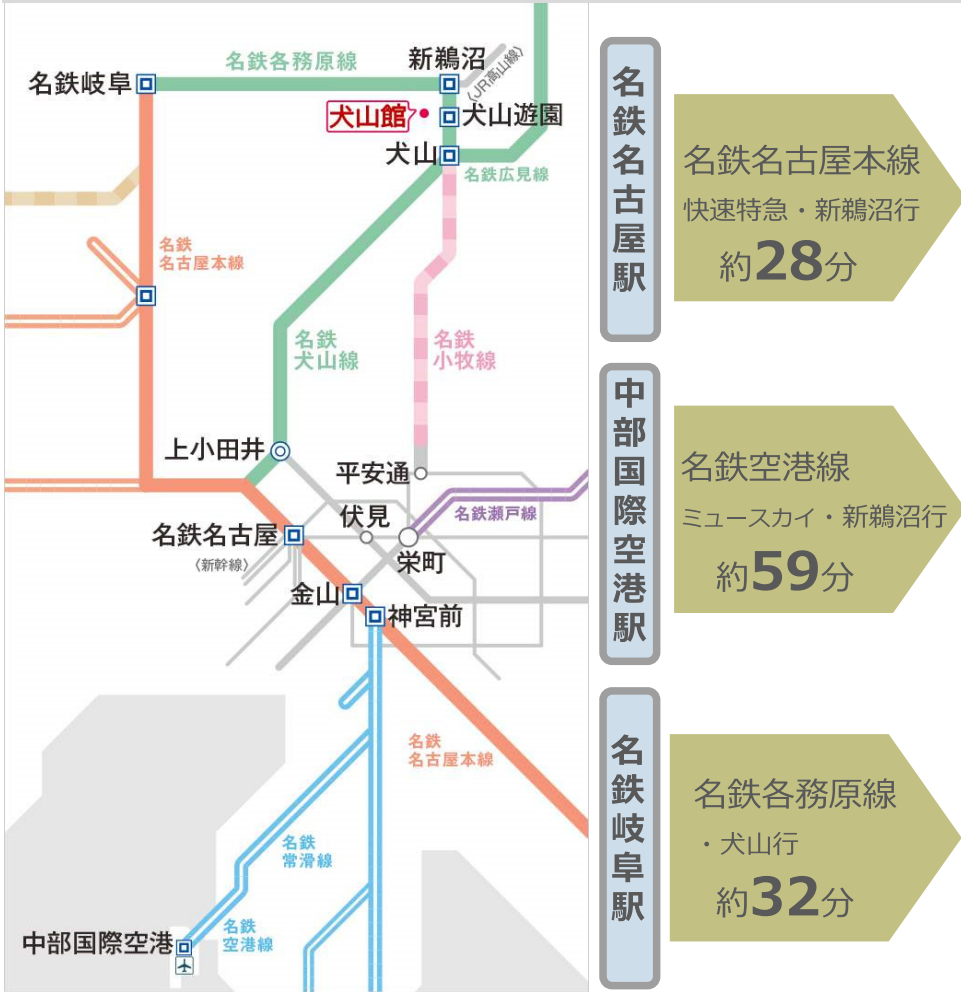 名鉄各務原線
新鵜沼
〈JR高山線〉
名鉄岐阜
犬山館
犬山遊園
犬山
名鉄広見線
名鉄
名古屋本線
名鉄
犬山線
名鉄
小牧線
上小田井
平安通
伏見
名鉄瀬戸線
名鉄名古屋
〈新幹線〉
栄町
金山
神宮前
名鉄
名古屋本線
名鉄
常滑線
名鉄
空港線
中部国際空港
名鉄名古屋駅
名鉄名古屋本線
快速特急・新鵜沼行
約28分
中部国際空港駅
名鉄空港線
ミュースカイ・新鵜沼行
約59分
名鉄岐阜駅
名鉄各務原線
・犬山行
約32分